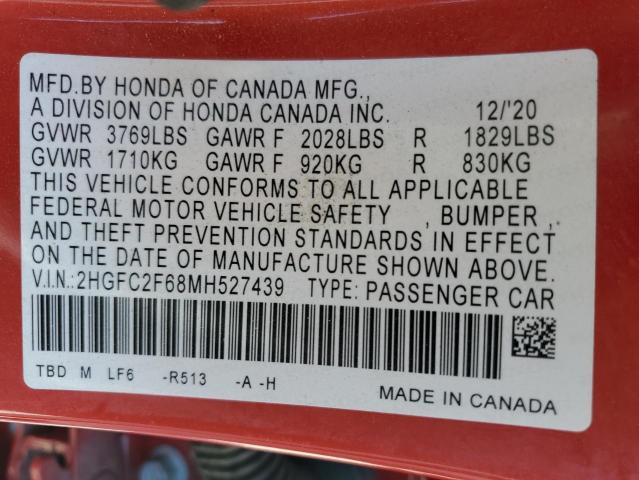 MFD.BY HONDA OF CANADA MFG.,
A DIVISION OF HONDA CANADA INC. 12/'20
GVWR 3769LBS GAWR F 2028LBS R 1829LBS
GVWR 1710KG GAWR F 920KG R 830KG
THIS VEHICLE CONFORMS TO ALL APPLICABLE
FEDERAL MOTOR VEHICLE SAFETY , BUMPER ,.
AND THEFT PREVENTION STANDARDS IN EFFECT
ON THE DATE OF MANUFACTURE SHOWN ABOVE.
V.I.N.:2HGFC2F68MH527439 TYPE: PASSENGER CAR
TBD M LF6 -R513 -A -H
MADE IN CANADA